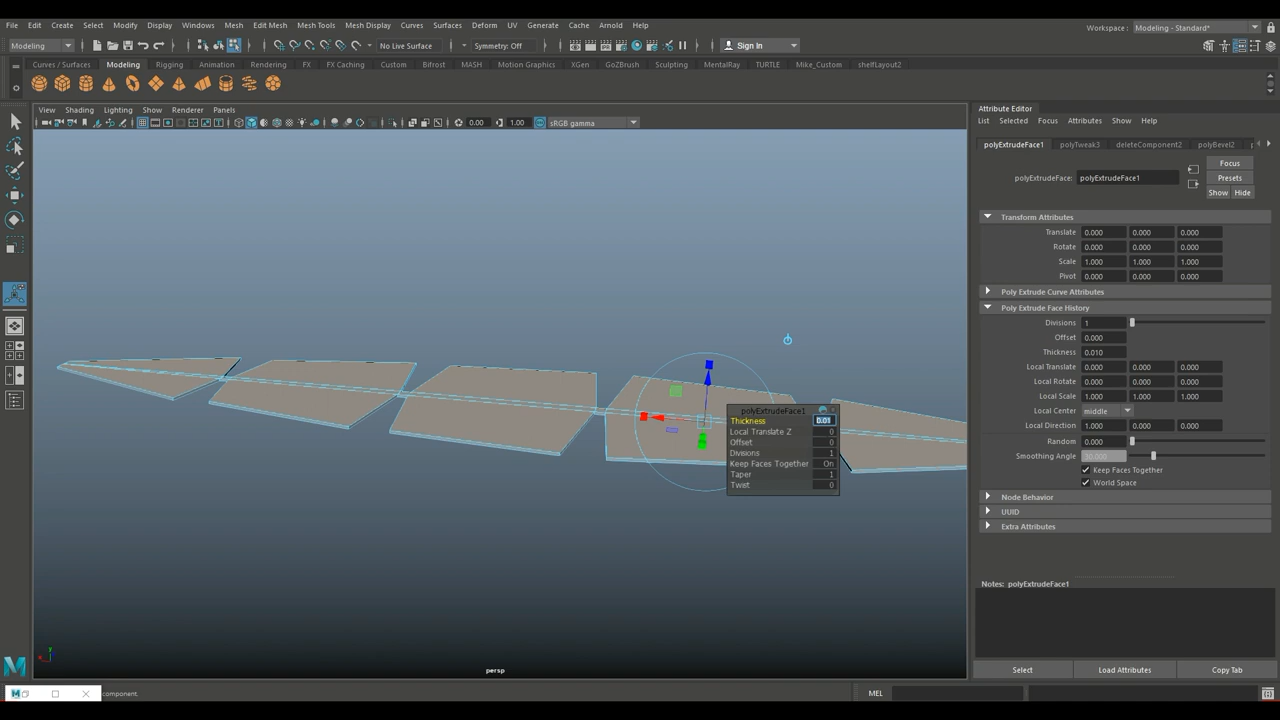 File Edit Create Select Modify Display Windows Mesh Edit Mesh Mesh Tools Mesh Display Curves Surfaces Deform UV Generate Cache Arnold Help
Workspace : Modeling - Standard*
Modeling No Live Surface Symmetry: Off Sign In
Curves / Surfaces Modeling Rigging Animation Rendering FX FX Caching Custom Bifrost MASH Motion Graphics XGen GoZBrush Sculpting MentalRay TURTLE Mike_Custom shelfLayout2
View Shading Lighting Show Renderer Panels
0.00 1.00 sRGB gamma
polyExtrudeFace1
Thickness 0.01
Local Translate Z 0
Offset 0
Divisions 1
Keep Faces Together On
Taper 1
Twist 0
y
persp
component.
MEL
Attribute Editor
List Selected Focus Attributes Show Help
polyExtrudeFace1 polyTweak3 deleteComponent2 polyBevel2
Focus
polyExtrudeFace: polyExtrudeFace1 Presets
Show Hide
Transform Attributes
Translate 0.000 0.000 0.000
Rotate 0.000 0.000 0.000
Scale 1.000 1.000 1.000
Pivot 0.000 0.000 0.000
Poly Extrude Curve Attributes
Poly Extrude Face History
Divisions 1
Offset 0.000
Thickness 0.010
Local Translate 0.000 0.000 0.000
Local Rotate 0.000 0.000 0.000
Local Scale 1.000 1.000 1.000
Local Center middle
Local Direction 1.000 0.000 0.000
Random 0.000
Smoothing Angle 30.000
Keep Faces Together
World Space
Node Behavior
UUID
Extra Attributes
Notes: polyExtrudeFace1
Select Load Attributes Copy Tab